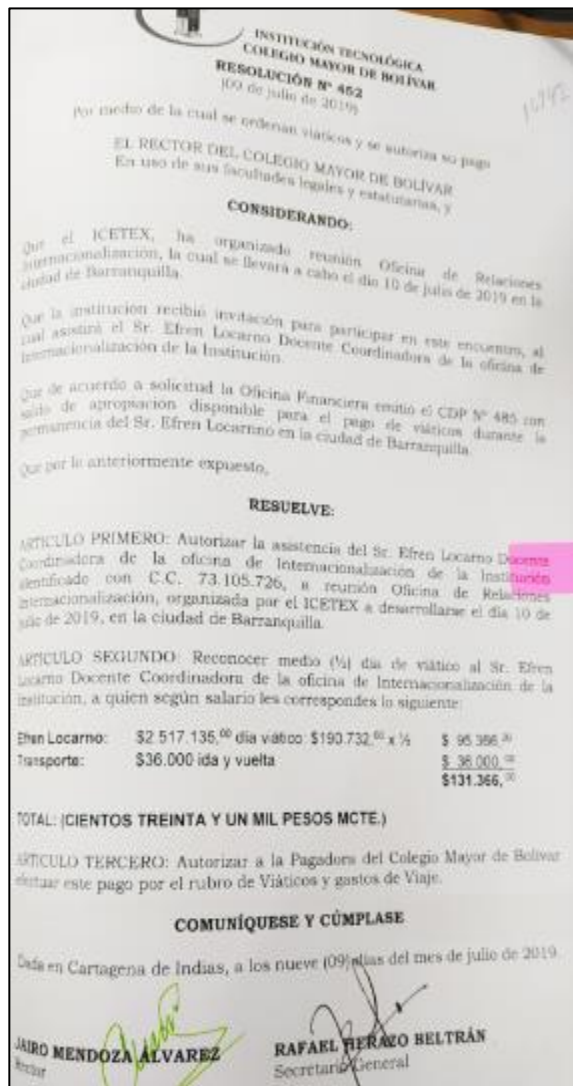 INSTITUCIÓN TECNOLÓGICA
COLEGIO MAYOR DE BOLÍVAR
RESOLUCIÓN Nº 452
(09 de julio de 2019)
Por medio de la cual se ordenan viáticos y se autoriza su pago
EL RECTOR DEL COLEGIO MAYOR DE BOLÍVAR
En uso de sus facultades legales y estatutarias, y
CONSIDERANDO:
Que el ICETEX, ha organizado reunión Oficina de Relaciones
Internacionalización, la cual se llevara a cabo el día 10 de julio de 2019 en la
ciudad de Barranquilla.
Que la institución recibió invitación para participar en este encuentro, al
cual asistirá el Sr. Efren Locarno Docente Coordinadora de la oficina de
Internacionalización de la Institución.
Que de acuerdo a solicitud la Oficina Financiera emitió el CDP Nº 485 con
saldo de apropiación disponible para el pago de viáticos durante la
permanencia del Sr. Efren Locarnno en la ciudad de Barranquilla.
Que por lo anteriormente expuesto,
RESUELVE:
ARTICULO PRIMERO: Autorizar la asistencia del Sr. Efren Locarno Docente
Coordinadora de la oficina de Internacionalización de la Institución
identificado con C.C. 73.105.726, a reunión Oficina de Relaciones
Internacionalización, organizada por el ICETEX a desarrollarse el día 10 de
julio de 2019, en la ciudad de Barranquilla.
ARTICULO SEGUNDO: Reconocer medio (½) día de viático al Sr. Efren
Locarno Docente Coordinadora de la oficina de Internacionalización de la
institución, a quien según salario les correspondes lo siguiente:
Efren Locarno: $2.517.135,00 día viático: $190.732,00 x ½ $ 95.366,00
Transporte: $36.000 ida y vuelta $ 36.000,00
$131.366,00
TOTAL: (CIENTOS TREINTA Y UN MIL PESOS MCTE.)
ARTICULO TERCERO: Autorizar a la Pagadora del Colegio Mayor de Bolívar
efectuar este pago por el rubro de Viáticos y gastos de Viaje.
COMUNÍQUESE Y CÚMPLASE
Dada en Cartagena de Indias, a los nueve (09) días del mes de julio de 2019.
JAIRO MENDOZA ÁLVAREZ
Rector
RAFAEL HERAZO BELTRÁN
Secretario General